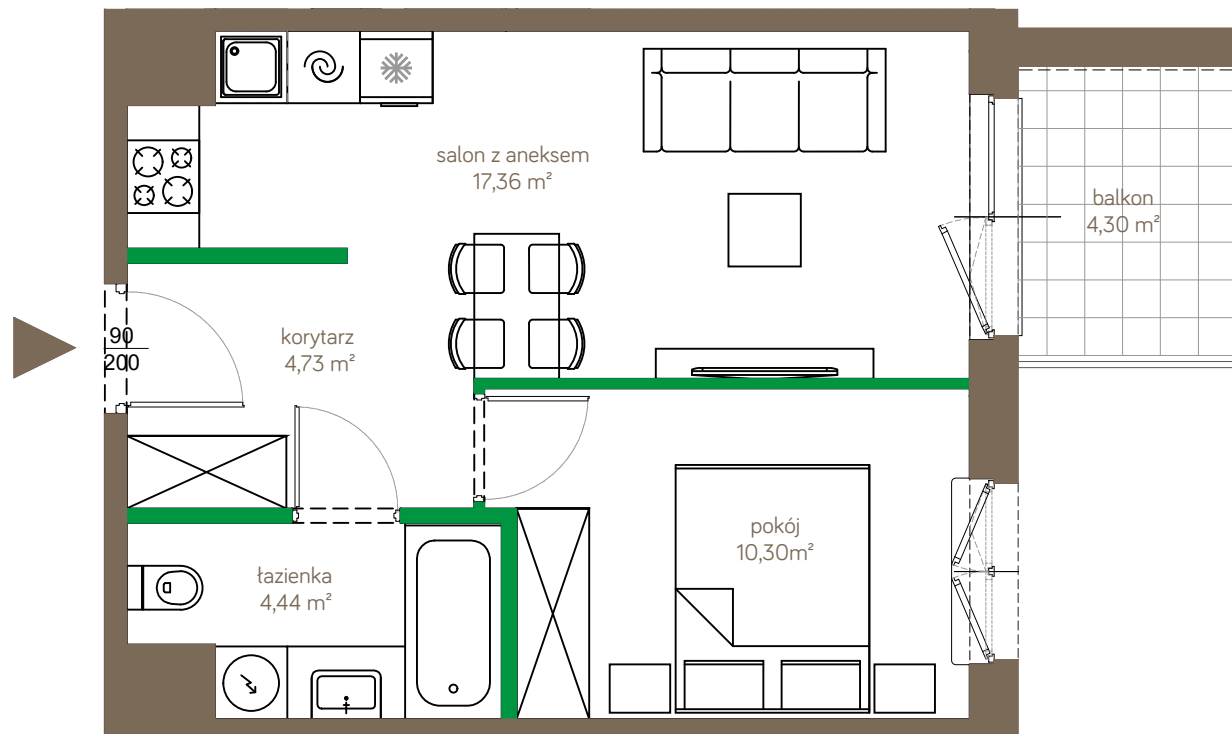 salon z aneksem
17,36 m²
balkon
4,30 m²
90
200
korytarz
4,73 m²
pokój
10,30m²
łazienka
4,44 m²